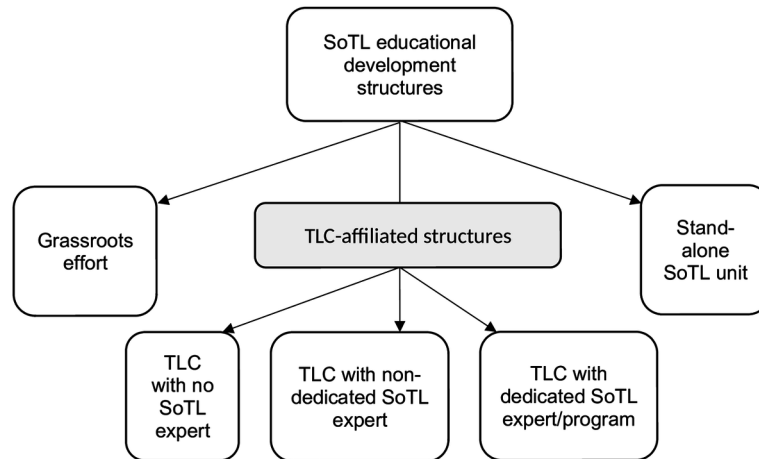 SoTL educational
development
structures
Grassroots
effort
TLC-affiliated structures
Stand-
alone
SoTL unit
TLC
with no
SoTL
expert
TLC with non-
dedicated SoTL
expert
TLC with
dedicated SoTL
expert/program